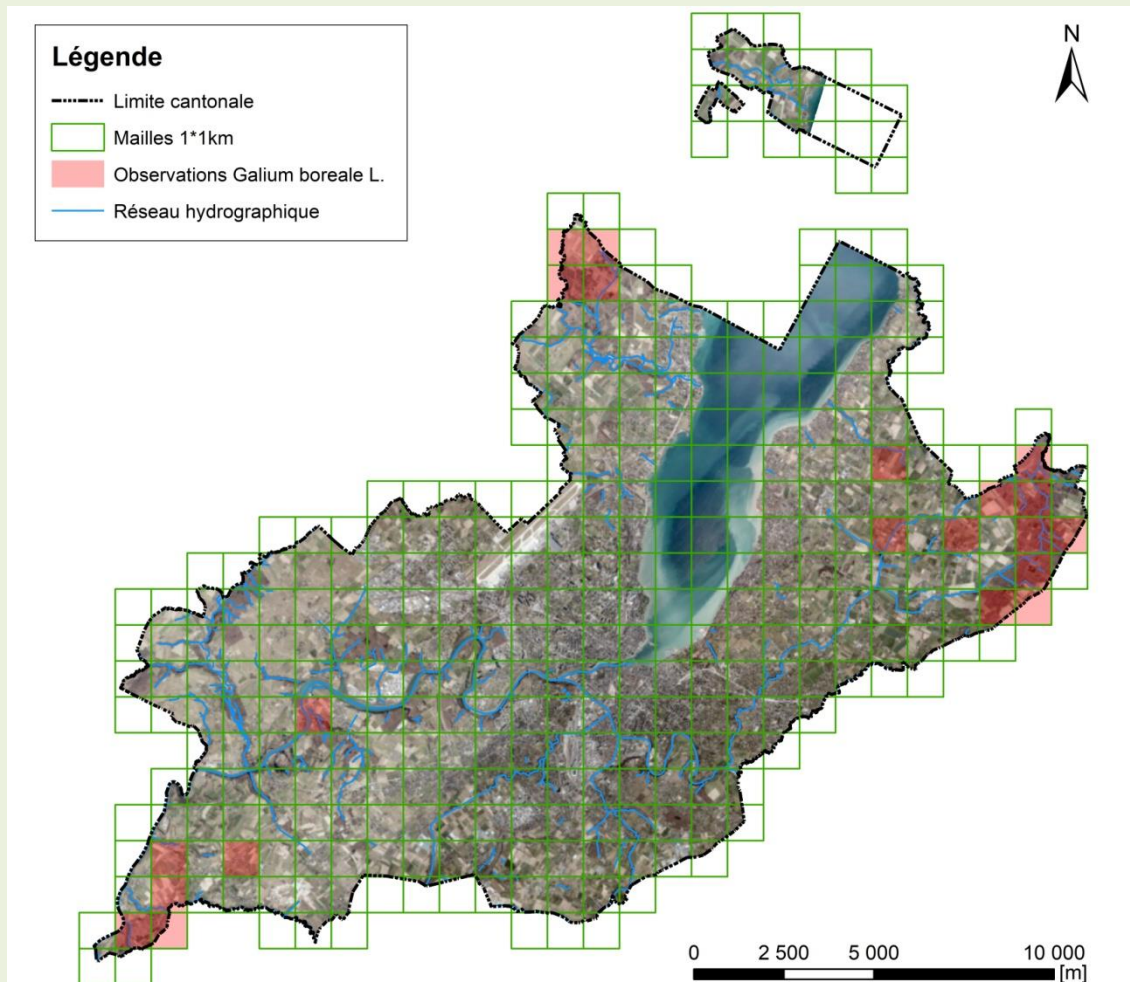 Légende
Limite cantonale
Mailles 1*1km
Observations Galium boreale L.
Réseau hydrographique
N
0 2 500 5 000 10 000
[m]